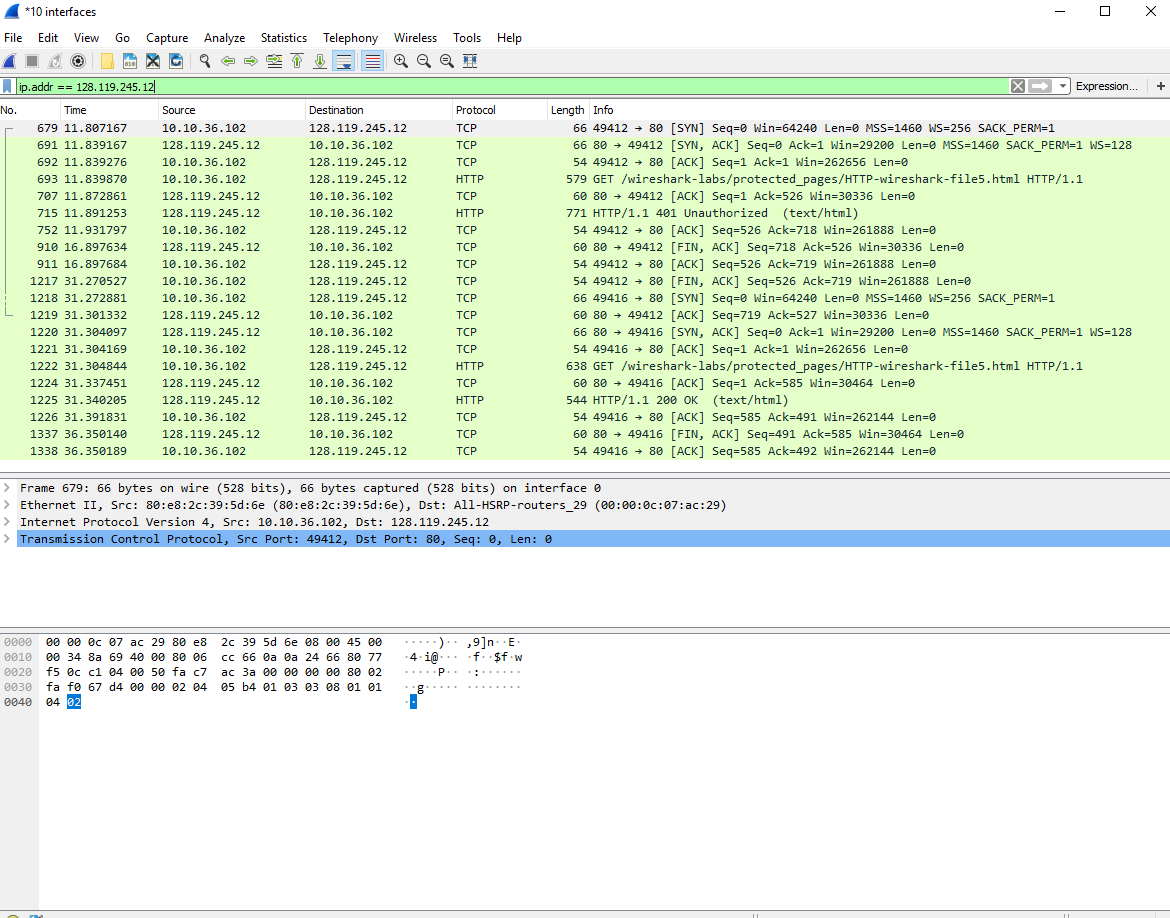 *10 interfaces
File Edit View Go Capture Analyze Statistics Telephony Wireless Tools Help
ip.addr == 128.119.245.12 Expression… +
No. Time Source Destination Protocol Length Info
679 11.807167 10.10.36.102 128.119.245.12 TCP 66 49412 → 80 [SYN] Seq=0 Win=64240 Len=0 MSS=1460 WS=256 SACK_PERM=1
691 11.839167 128.119.245.12 10.10.36.102 TCP 66 80 → 49412 [SYN, ACK] Seq=0 Ack=1 Win=29200 Len=0 MSS=1460 SACK_PERM=1 WS=128
692 11.839276 10.10.36.102 128.119.245.12 TCP 54 49412 → 80 [ACK] Seq=1 Ack=1 Win=262656 Len=0
693 11.839870 10.10.36.102 128.119.245.12 HTTP 579 GET /wireshark-labs/protected_pages/HTTP-wireshark-file5.html HTTP/1.1
707 11.872861 128.119.245.12 10.10.36.102 TCP 60 80 → 49412 [ACK] Seq=1 Ack=526 Win=30336 Len=0
715 11.891253 128.119.245.12 10.10.36.102 HTTP 771 HTTP/1.1 401 Unauthorized (text/html)
752 11.931797 10.10.36.102 128.119.245.12 TCP 54 49412 → 80 [ACK] Seq=526 Ack=718 Win=261888 Len=0
910 16.897634 128.119.245.12 10.10.36.102 TCP 60 80 → 49412 [FIN, ACK] Seq=718 Ack=526 Win=30336 Len=0
911 16.897684 10.10.36.102 128.119.245.12 TCP 54 49412 → 80 [ACK] Seq=526 Ack=719 Win=261888 Len=0
1217 31.270527 10.10.36.102 128.119.245.12 TCP 54 49412 → 80 [FIN, ACK] Seq=526 Ack=719 Win=261888 Len=0
1218 31.272881 10.10.36.102 128.119.245.12 TCP 66 49416 → 80 [SYN] Seq=0 Win=64240 Len=0 MSS=1460 WS=256 SACK_PERM=1
1219 31.301332 128.119.245.12 10.10.36.102 TCP 60 80 → 49412 [ACK] Seq=719 Ack=527 Win=30336 Len=0
1220 31.304097 128.119.245.12 10.10.36.102 TCP 66 80 → 49416 [SYN, ACK] Seq=0 Ack=1 Win=29200 Len=0 MSS=1460 SACK_PERM=1 WS=128
1221 31.304169 10.10.36.102 128.119.245.12 TCP 54 49416 → 80 [ACK] Seq=1 Ack=1 Win=262656 Len=0
1222 31.304844 10.10.36.102 128.119.245.12 HTTP 638 GET /wireshark-labs/protected_pages/HTTP-wireshark-file5.html HTTP/1.1
1224 31.337451 128.119.245.12 10.10.36.102 TCP 60 80 → 49416 [ACK] Seq=1 Ack=585 Win=30464 Len=0
1225 31.340205 128.119.245.12 10.10.36.102 HTTP 544 HTTP/1.1 200 OK (text/html)
1226 31.391831 10.10.36.102 128.119.245.12 TCP 54 49416 → 80 [ACK] Seq=585 Ack=491 Win=262144 Len=0
1337 36.350140 128.119.245.12 10.10.36.102 TCP 60 80 → 49416 [FIN, ACK] Seq=491 Ack=585 Win=30464 Len=0
1338 36.350189 10.10.36.102 128.119.245.12 TCP 54 49416 → 80 [ACK] Seq=585 Ack=492 Win=262144 Len=0
Frame 679: 66 bytes on wire (528 bits), 66 bytes captured (528 bits) on interface 0
Ethernet II, Src: 80:e8:2c:39:5d:6e (80:e8:2c:39:5d:6e), Dst: All-HSRP-routers_29 (00:00:0c:07:ac:29)
Internet Protocol Version 4, Src: 10.10.36.102, Dst: 128.119.245.12
Transmission Control Protocol, Src Port: 49412, Dst Port: 80, Seq: 0, Len: 0
0000 00 00 0c 07 ac 29 80 e8 2c 39 5d 6e 08 00 45 00 ·····)·· ,9]n··E·
0010 00 34 8a 69 40 00 80 06 cc 66 0a 0a 24 66 80 77 ·4·i@··· ·f··$f·w
0020 f5 0c c1 04 00 50 fa c7 ac 3a 00 00 00 00 80 02 ·····P·· ·:······
0030 fa f0 67 d4 00 00 02 04 05 b4 01 03 03 08 01 01 ··g····· ········
0040 04 02 ··